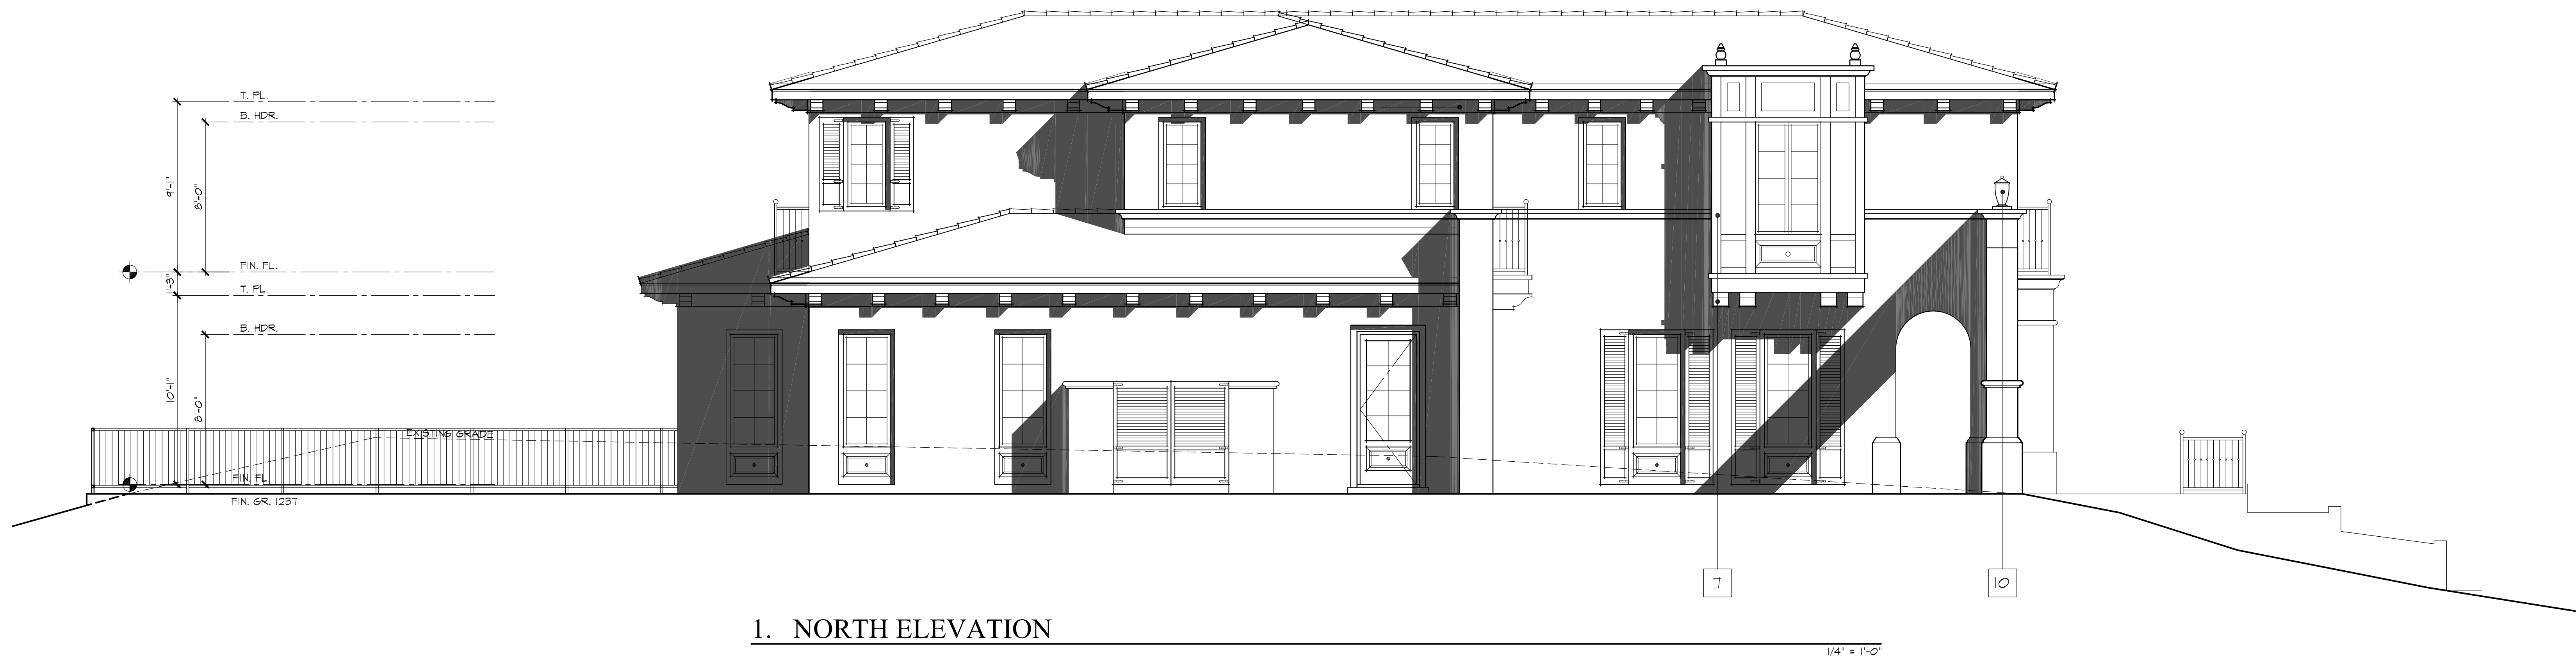 T. PL.
B. HDR.
9'-1"
8'-0"
FIN. FL.
1'-3"
T. PL.
B. HDR.
10'-1"
8'-0"
EXISTING GRADE
FIN. FL.
FIN. GR. 1237
7
10
1. NORTH ELEVATION
1/4" = 1'-0"